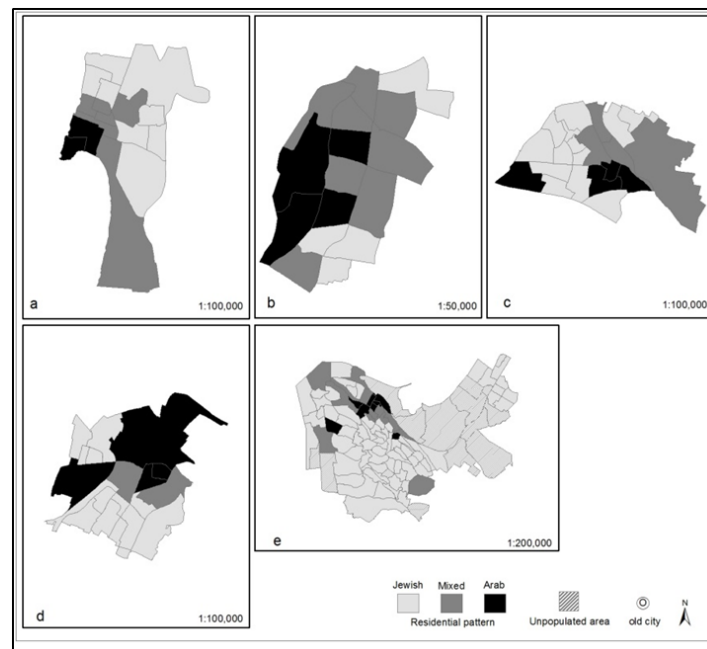 a
1:100,000
b
1:50,000
c
1:100,000
d
1:100,000
e
1:200,000
Jewish Mixed Arab
Residential pattern
Unpopulated area
old city
N